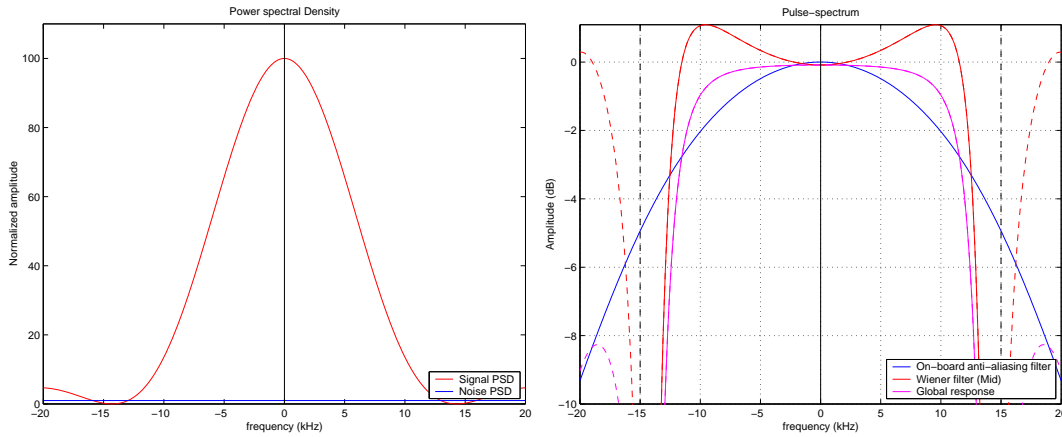 Power spectral Density
Normalized amplitude
100
80
60
40
20
0
−20
−15
−10
−5
0
5
10
15
20
frequency (kHz)
Signal PSD
Noise PSD
Pulse−spectrum
Amplitude (dB)
0
−2
−4
−6
−8
−10
−20
−15
−10
−5
0
5
10
15
20
frequency (kHz)
On−board anti−aliasing filter
Wiener filter (Mid)
Global response